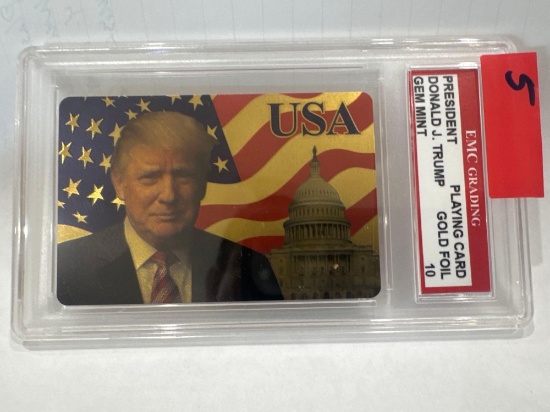 USA
EMC GRADING
PRESIDENT
DONALD J. TRUMP PLAYING CARD
GEM MINT GOLD FOIL 10
5